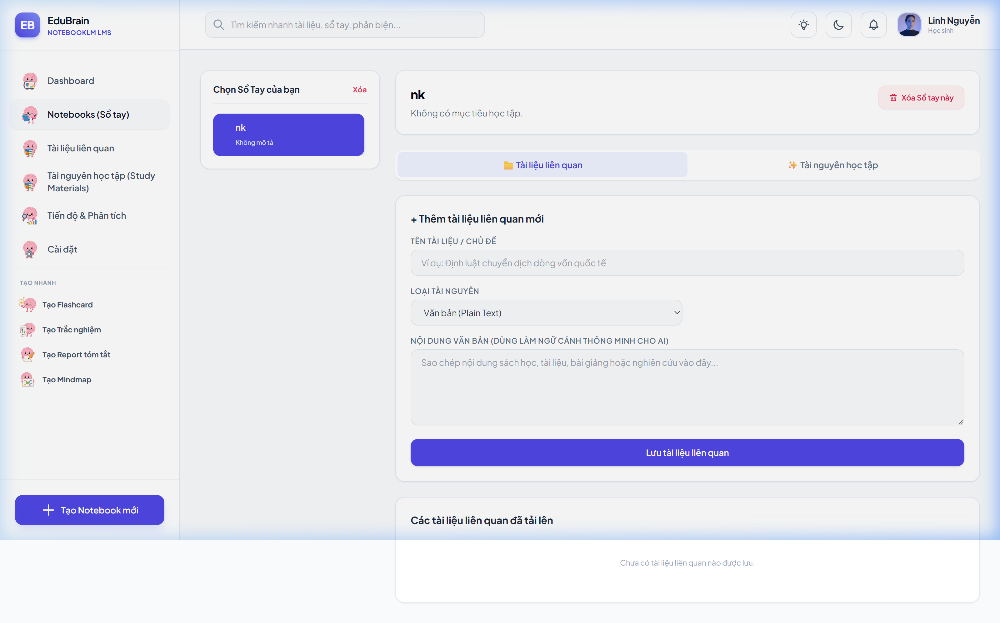 EB
EduBrain
NOTEBOOKLM LMS
Tìm kiếm nhanh tài liệu, sổ tay, phản biện...
Linh Nguyễn
Học sinh
Dashboard
Notebooks (Sổ tay)
Tài liệu liên quan
Tài nguyên học tập (Study
Materials)
Tiến độ & Phân tích
Cài đặt
TẠO NHANH
Tạo Flashcard
Tạo Trắc nghiệm
Tạo Report tóm tắt
Tạo Mindmap
Tạo Notebook mới
Chọn Sổ Tay của bạn
Xóa
nk
Không mô tả
nk
Không có mục tiêu học tập.
Xóa Sổ tay này
Tài liệu liên quan
Tài nguyên học tập
+ Thêm tài liệu liên quan mới
TÊN TÀI LIỆU / CHỦ ĐỀ
Ví dụ: Định luật chuyển dịch dòng vốn quốc tế
LOẠI TÀI NGUYÊN
Văn bản (Plain Text)
NỘI DUNG VĂN BẢN (DÙNG LÀM NGỮ CẢNH THÔNG MINH CHO AI)
Sao chép nội dung sách học, tài liệu, bài giảng hoặc nghiên cứu vào đây...
Lưu tài liệu liên quan
Các tài liệu liên quan đã tải lên
Chưa có tài liệu liên quan nào được lưu.